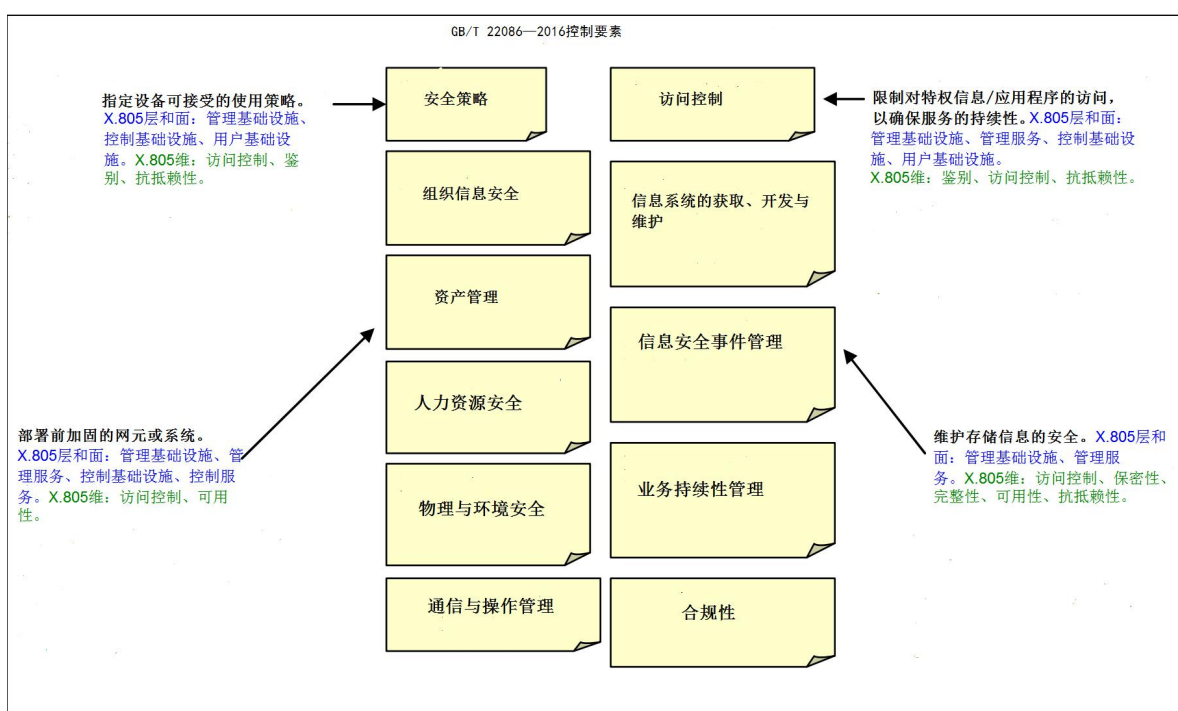 GB/T 22086—2016控制要素
指定设备可接受的使用策略。
X.805层和面：管理基础设施、
控制基础设施、用户基础设
施。X.805维：访问控制、鉴
别、抗抵赖性。
部署前加固的网元或系统。
X.805层和面：管理基础设施、管
理服务、控制基础设施、控制服
务。X.805维：访问控制、可用
性。
安全策略
组织信息安全
资产管理
人力资源安全
物理与环境安全
通信与操作管理
访问控制
信息系统的获取、开发与
维护
信息安全事件管理
业务持续性管理
合规性
限制对特权信息/应用程序的访问，
以确保服务的持续性。X.805层和面：
管理基础设施、管理服务、控制基础设
施、用户基础设施。
X.805维：鉴别、访问控制、抗抵赖性。
维护存储信息的安全。X.805层和
面：管理基础设施、管理服
务。X.805维：访问控制、保密性、
完整性、可用性、抗抵赖性。